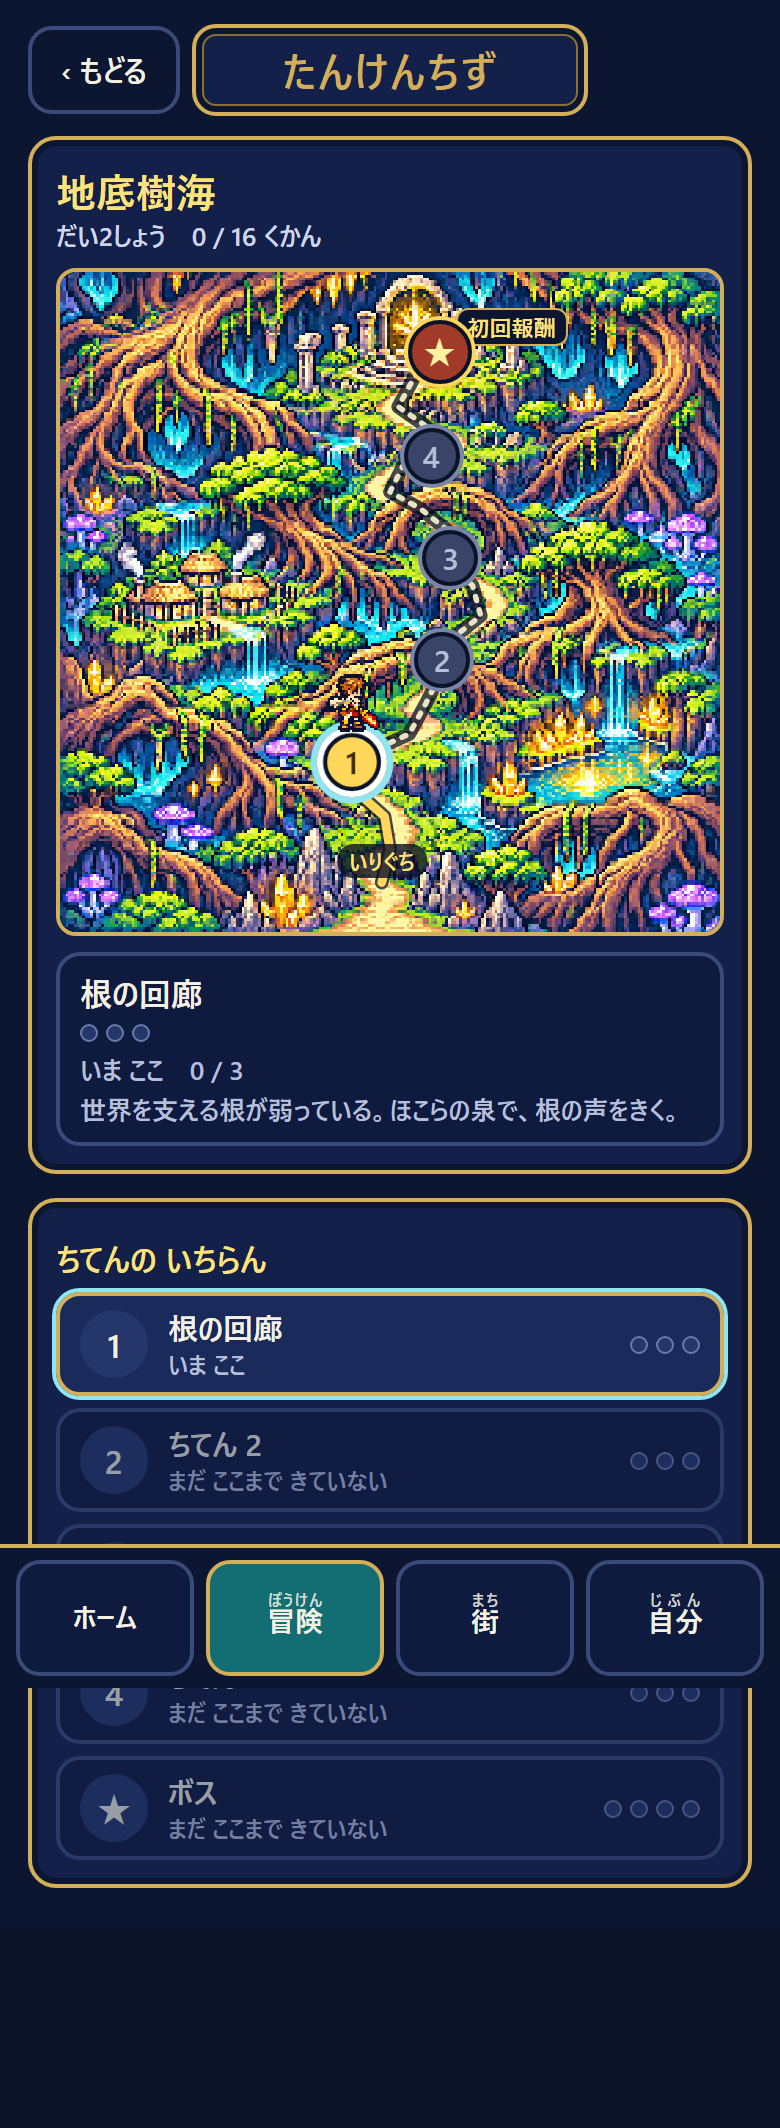 ‹ もどる
たんけんちず
地底樹海
だい2しょう 0 / 16 くかん
初回報酬
★
4
3
2
1
いりぐち
根の回廊
いま ここ 0 / 3
世界を支える根が弱っている。ほこらの泉で、根の声をきく。
ちてんの いちらん
1
根の回廊
いま ここ
2
ちてん 2
まだ ここまで きていない
ホーム
ぼうけん
冒険
まち
街
じぶん
自分
4
まだ ここまで きていない
★
ボス
まだ ここまで きていない